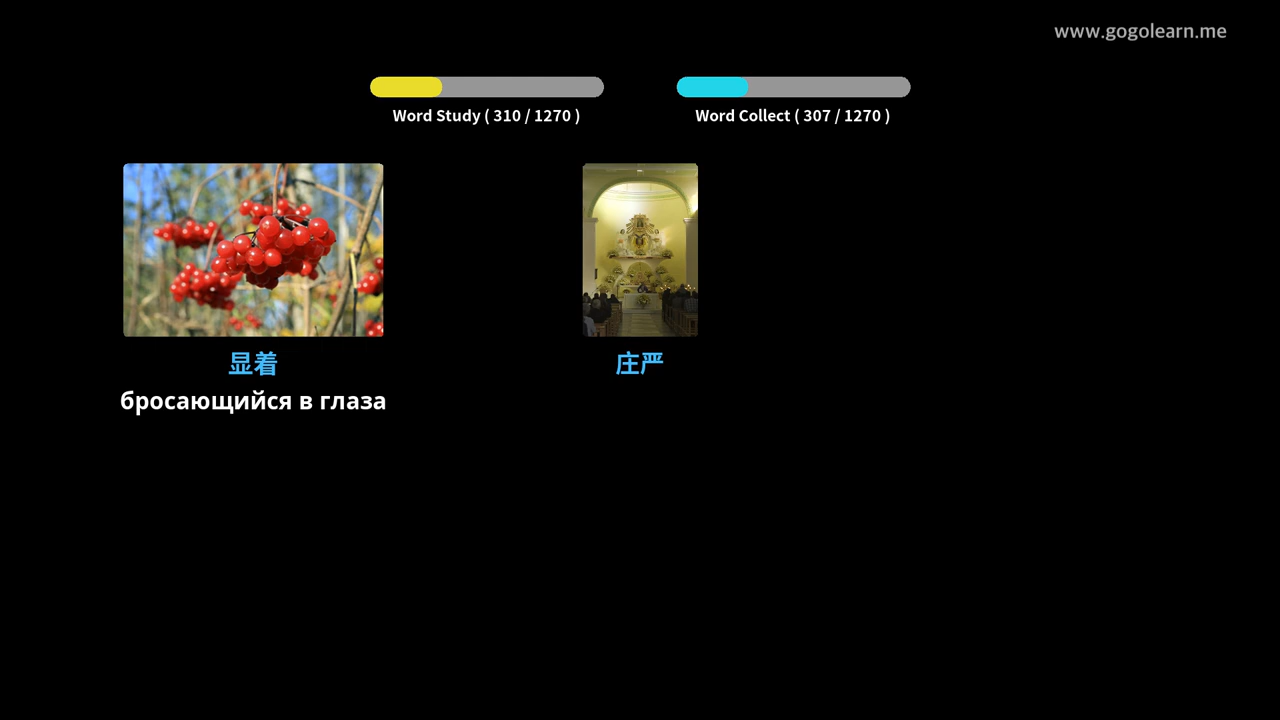 www.gogolearn.me
Word Study ( 310 / 1270 )
Word Collect ( 307 / 1270 )
显着
бросающийся в глаза
庄严